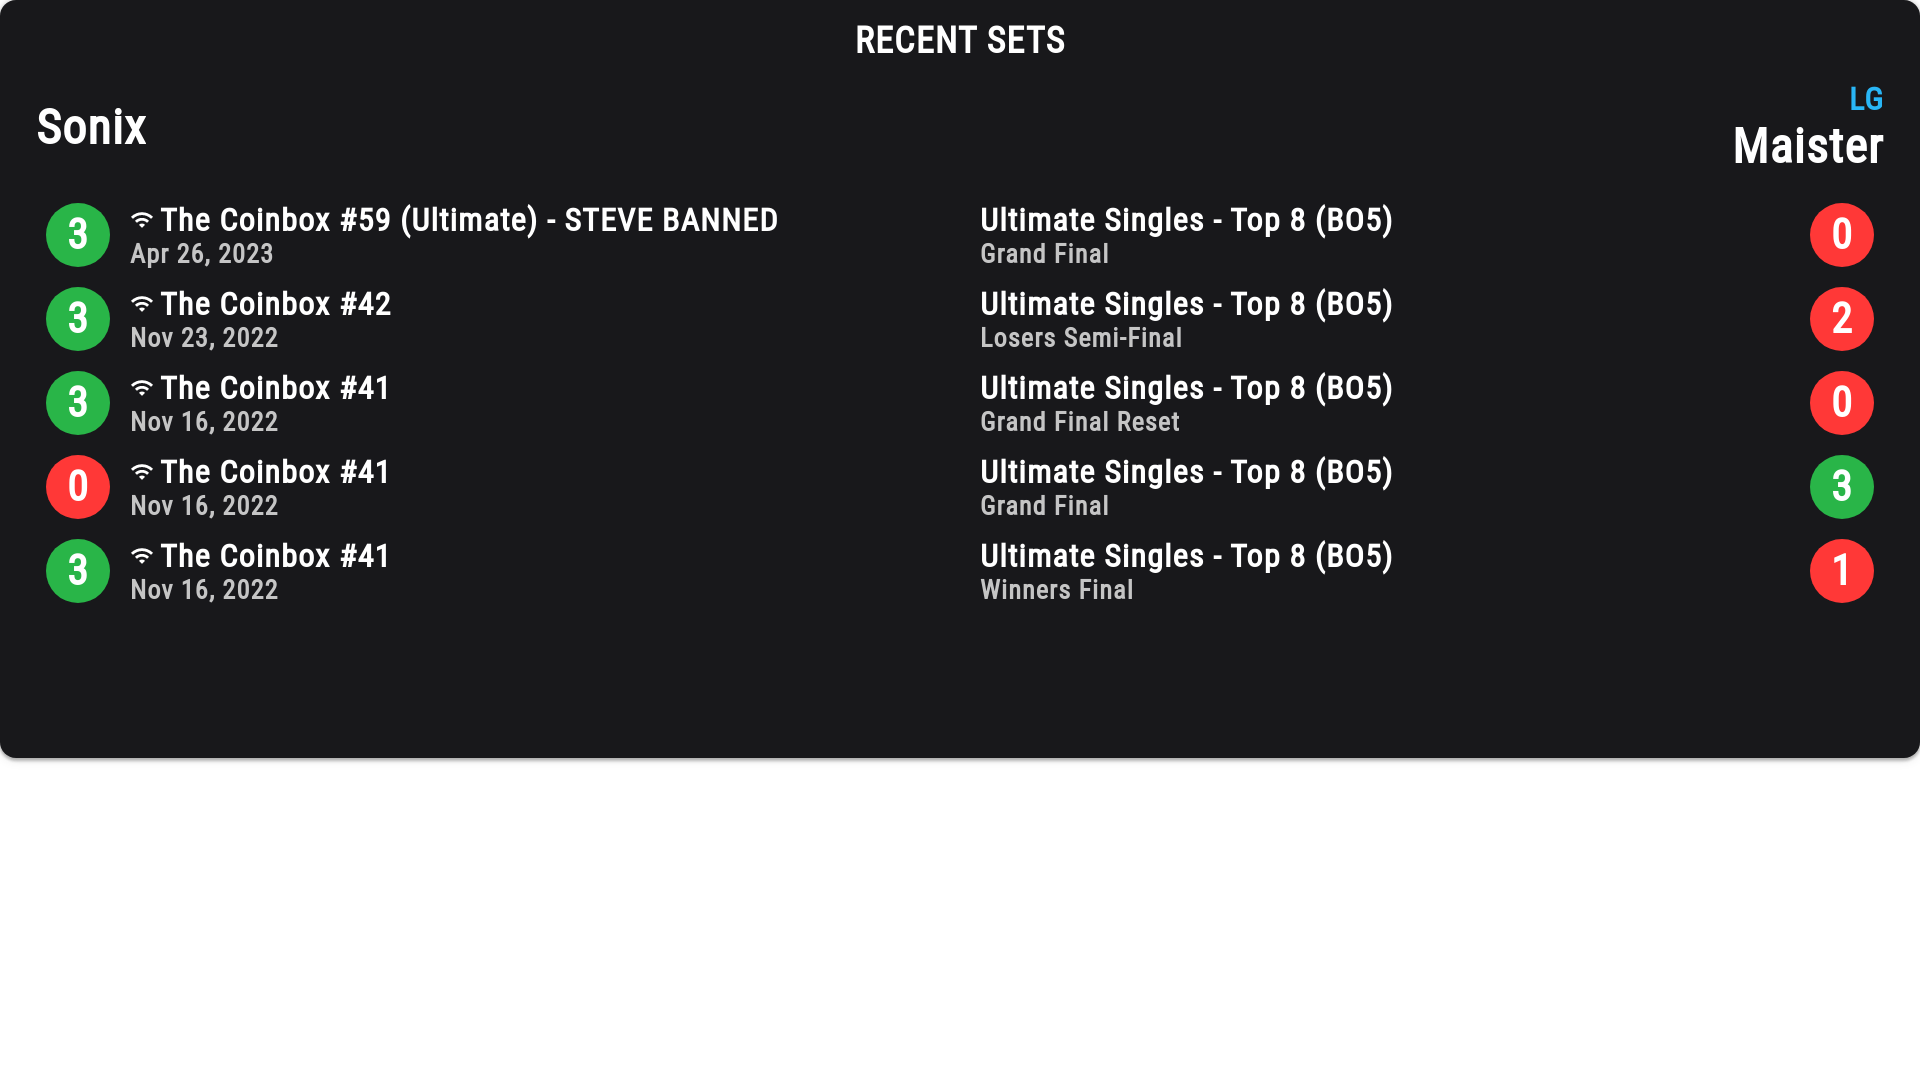 RECENT SETS
Sonix
LG
Maister
3 The Coinbox #59 (Ultimate) - STEVE BANNED Ultimate Singles - Top 8 (BO5) 0
Apr 26, 2023 Grand Final
3 The Coinbox #42 Ultimate Singles - Top 8 (BO5) 2
Nov 23, 2022 Losers Semi-Final
3 The Coinbox #41 Ultimate Singles - Top 8 (BO5) 0
Nov 16, 2022 Grand Final Reset
0 The Coinbox #41 Ultimate Singles - Top 8 (BO5) 3
Nov 16, 2022 Grand Final
3 The Coinbox #41 Ultimate Singles - Top 8 (BO5) 1
Nov 16, 2022 Winners Final